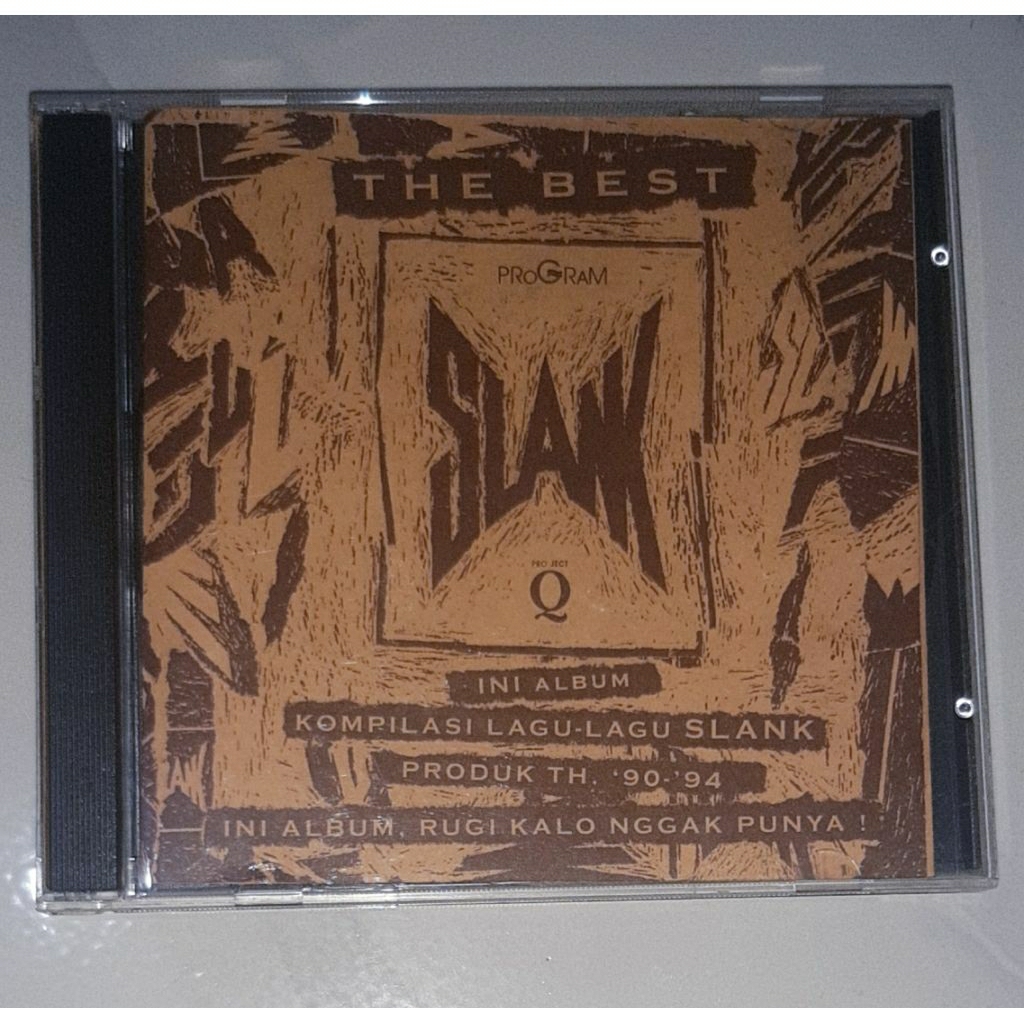 THE BEST
PROGRAM
SLANK
PROJECT
Q
INI ALBUM
KOMPILASI LAGU-LAGU SLANK
PRODUK TH. '90-'94
INI ALBUM, RUGI KALO NGGAK PUNYA !